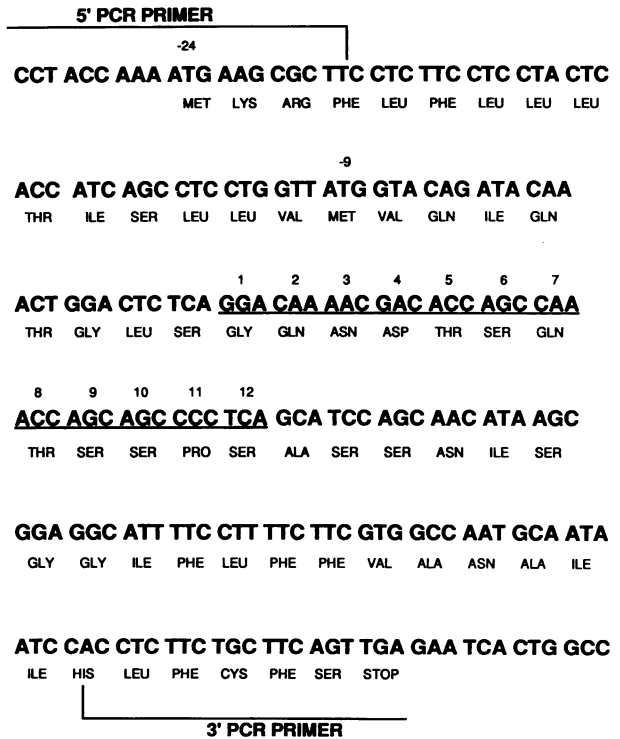 5' PCR PRIMER
-24
CCT ACC AAA ATG AAG CGC TTC CTC TTC CTC CTA CTC
MET LYS ARG PHE LEU PHE LEU LEU LEU
-9
ACC ATC AGC CTC CTG GTT ATG GTA CAG ATA CAA
THR ILE SER LEU LEU VAL MET VAL GLN ILE GLN
1 2 3 4 5 6 7
ACT GGA CTC TCA GGA CAA AAC GAC ACC AGC CAA
THR GLY LEU SER GLY GLN ASN ASP THR SER GLN
8 9 10 11 12
ACC AGC AGC CCC TCA GCA TCC AGC AAC ATA AGC
THR SER SER PRO SER ALA SER SER ASN ILE SER
GGA GGC ATT TTC CTT TTC TTC GTG GCC AAT GCA ATA
GLY GLY ILE PHE LEU PHE PHE VAL ALA ASN ALA ILE
ATC CAC CTC TTC TGC TTC AGT TGA GAA TCA CTG GCC
ILE HIS LEU PHE CYS PHE SER STOP
3' PCR PRIMER